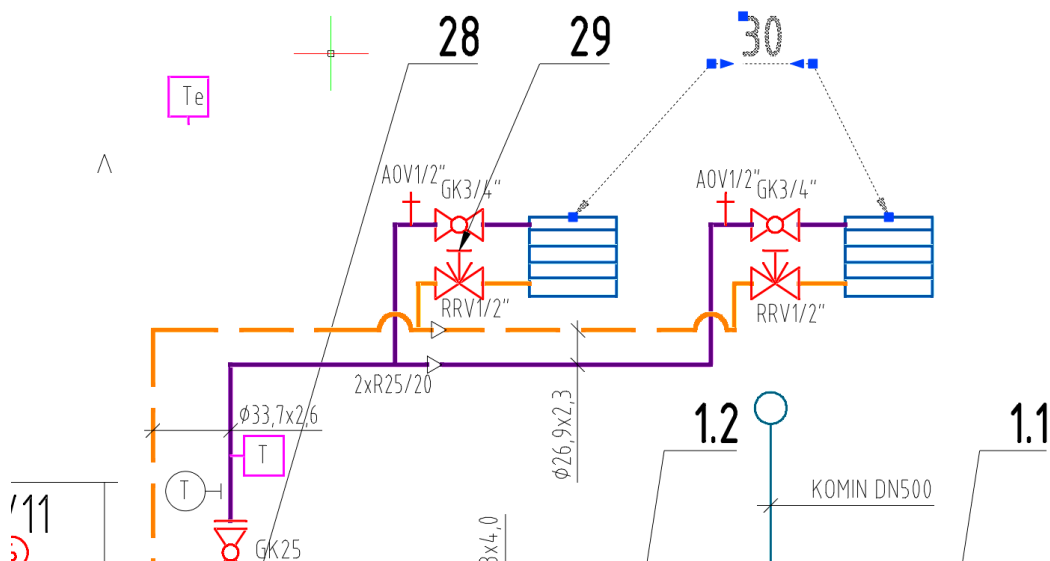 28
29
30
Te
AOV1/2"
GK3/4"
AOV1/2"
GK3/4"
RRV1/2"
RRV1/2"
2xR25/20
ϕ33,7x2,6
ϕ26,9x2,3
1.2
1.1
T
T
KOMIN DN500
/11
GK25
3x4,0